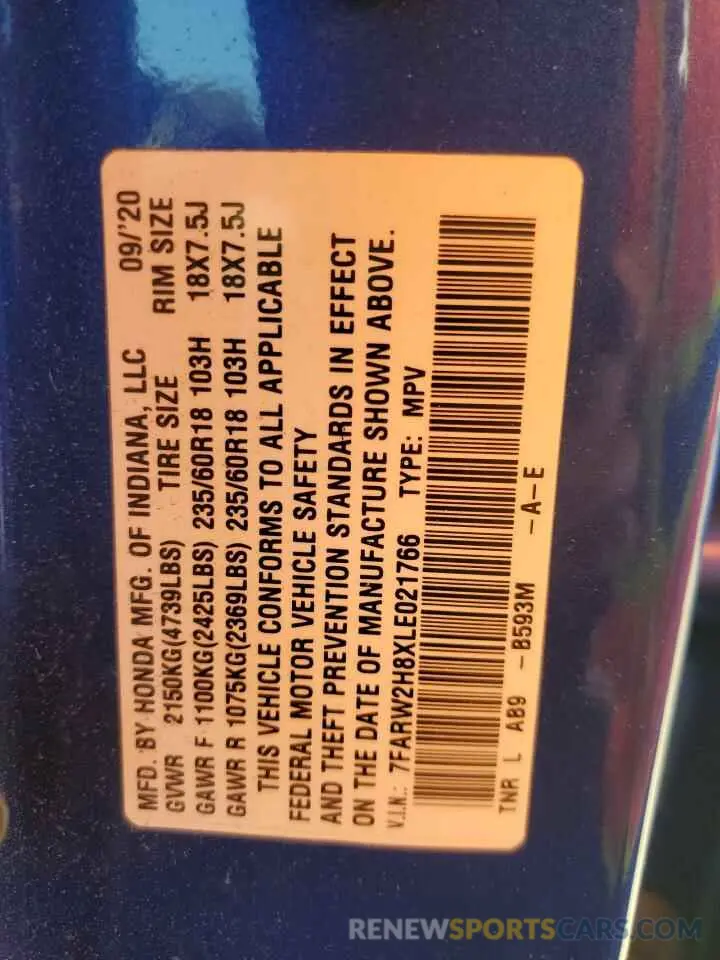 MFD. BY HONDA MFG. OF INDIANA, LLC 09/'20
GVWR 2150KG(4739LBS) TIRE SIZE RIM SIZE
GAWR F 1100KG(2425LBS) 235/60R18 103H 18X7.5J
GAWR R 1075KG(2369LBS) 235/60R18 103H 18X7.5J
THIS VEHICLE CONFORMS TO ALL APPLICABLE
FEDERAL MOTOR VEHICLE SAFETY
AND THEFT PREVENTION STANDARDS IN EFFECT
ON THE DATE OF MANUFACTURE SHOWN ABOVE.
V.I.N.: 7FARW2H8XLE021766 TYPE: MPV
TNR L AB9 -B593M -A-E
RENEWSPORTSCARS.COM